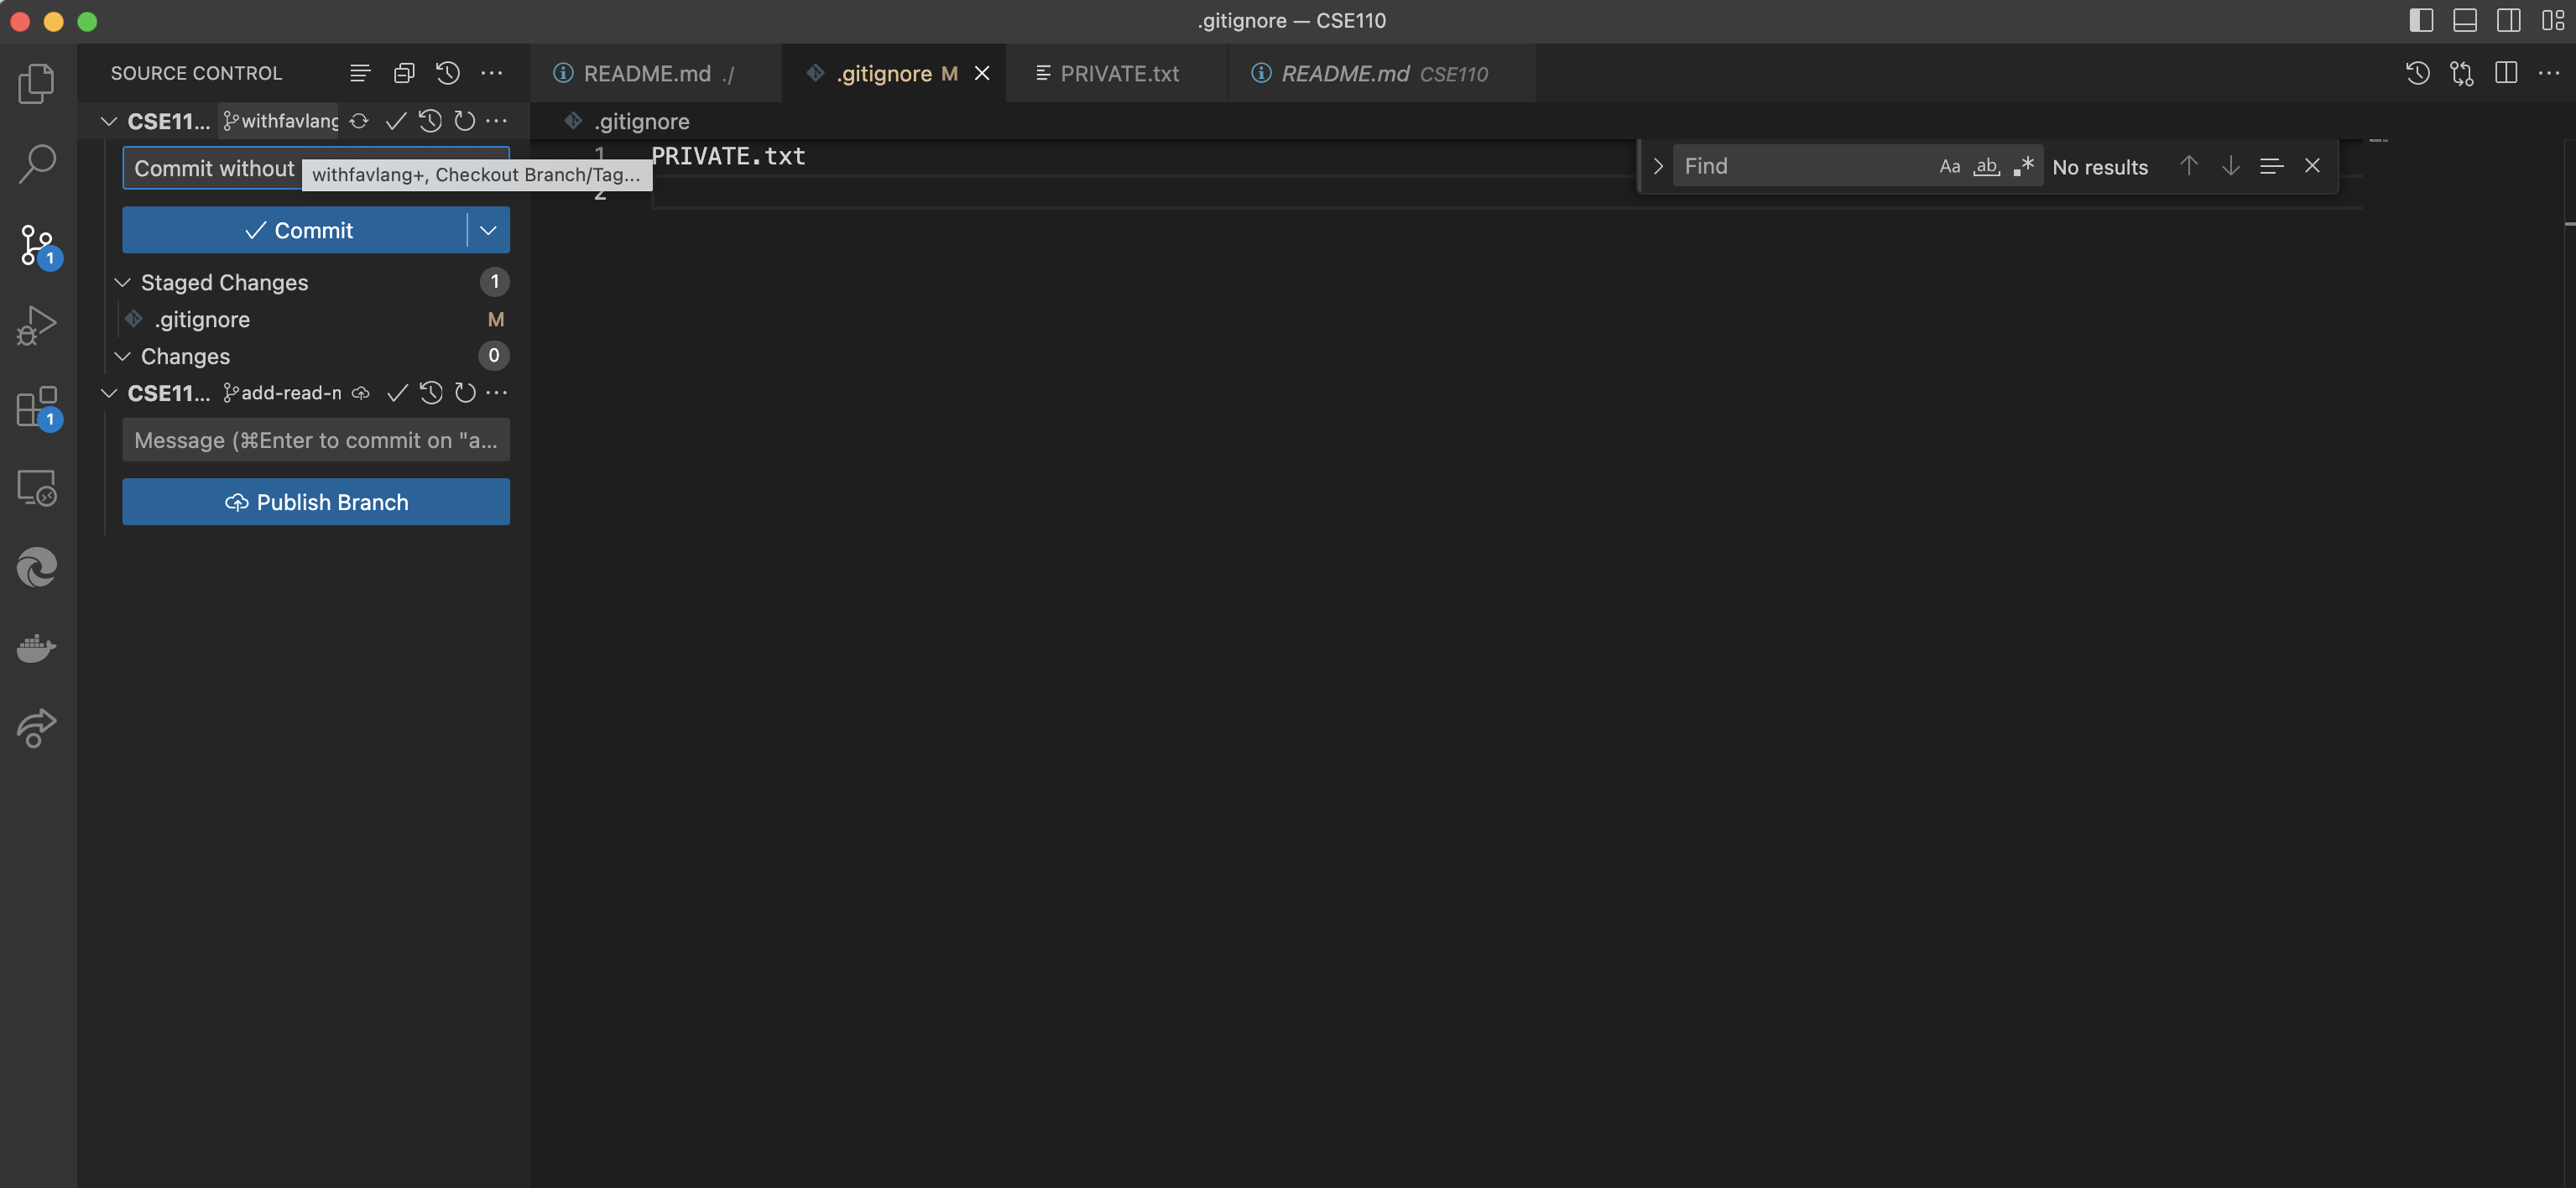 .gitignore — CSE110
SOURCE CONTROL
README.md ./
.gitignore M
PRIVATE.txt
README.md CSE110
CSE11... withfavlang
.gitignore
Commit without
withfavlang+, Checkout Branch/Tag...
1 PRIVATE.txt
2
Find
Aa
ab
No results
Commit
1
Staged Changes 1
.gitignore M
Changes 0
CSE11... add-read-n
1
Message (⌘Enter to commit on "a...
Publish Branch